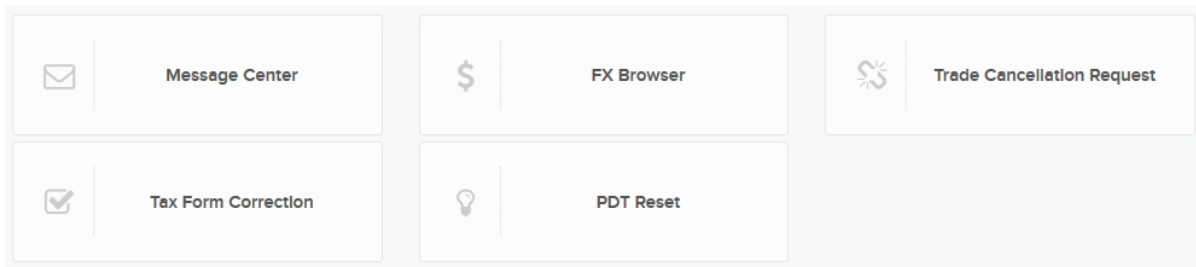 Message Center
FX Browser
Trade Cancellation Request
Tax Form Correction
PDT Reset